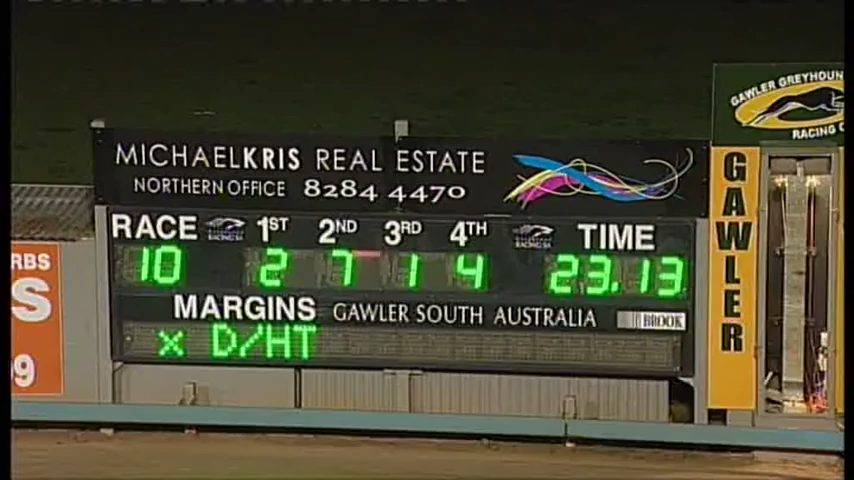 GAWLER GREYHOUN
RACING C
MICHAELKRIS REAL ESTATE
NORTHERN OFFICE 8284 4470
RACE 1ST 2ND 3RD 4TH TIME
10 2 7 1 4 23.13
MARGINS GAWLER SOUTH AUSTRALIA BROOK
x D/HT
GAWLER
RBS
S
9